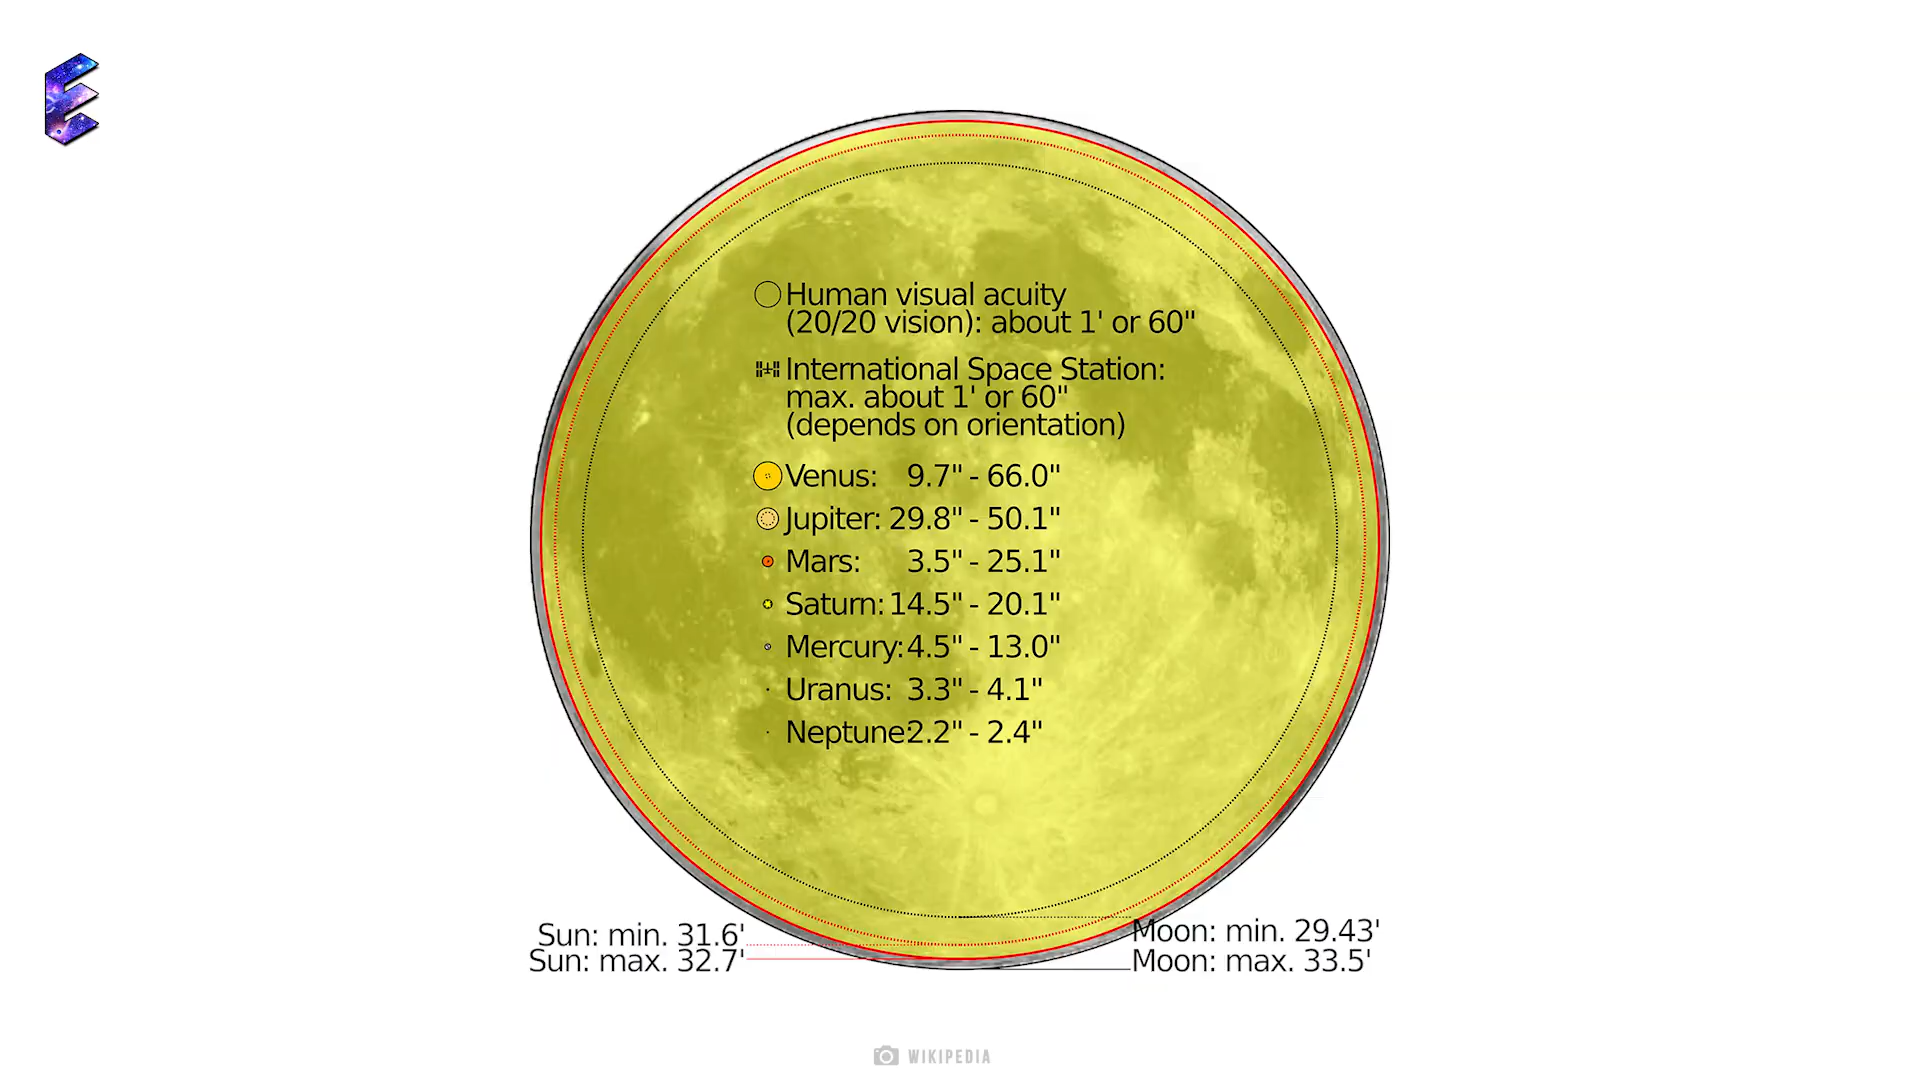 E
Human visual acuity
(20/20 vision): about 1' or 60"
International Space Station:
max. about 1' or 60"
(depends on orientation)
Venus: 9.7" - 66.0"
Jupiter: 29.8" - 50.1"
Mars: 3.5" - 25.1"
Saturn: 14.5" - 20.1"
Mercury: 4.5" - 13.0"
Uranus: 3.3" - 4.1"
Neptune: 2.2" - 2.4"
Sun: min. 31.6'
Sun: max. 32.7'
Moon: min. 29.43'
Moon: max. 33.5'
WIKIPEDIA